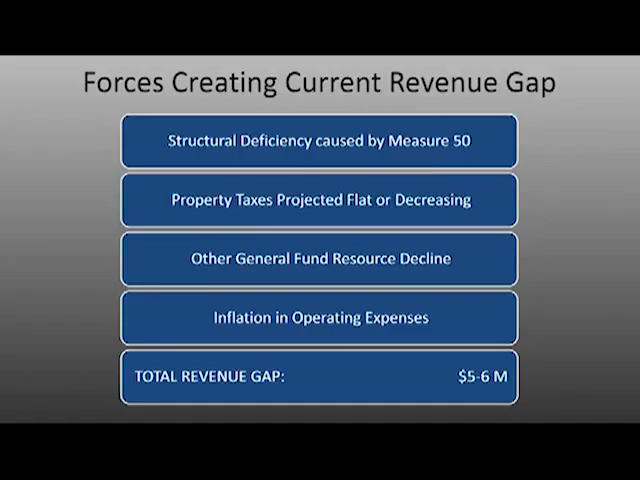 Forces Creating Current Revenue Gap
Structural Deficiency caused by Measure 50
Property Taxes Projected Flat or Decreasing
Other General Fund Resource Decline
Inflation in Operating Expenses
TOTAL REVENUE GAP: $5-6 M